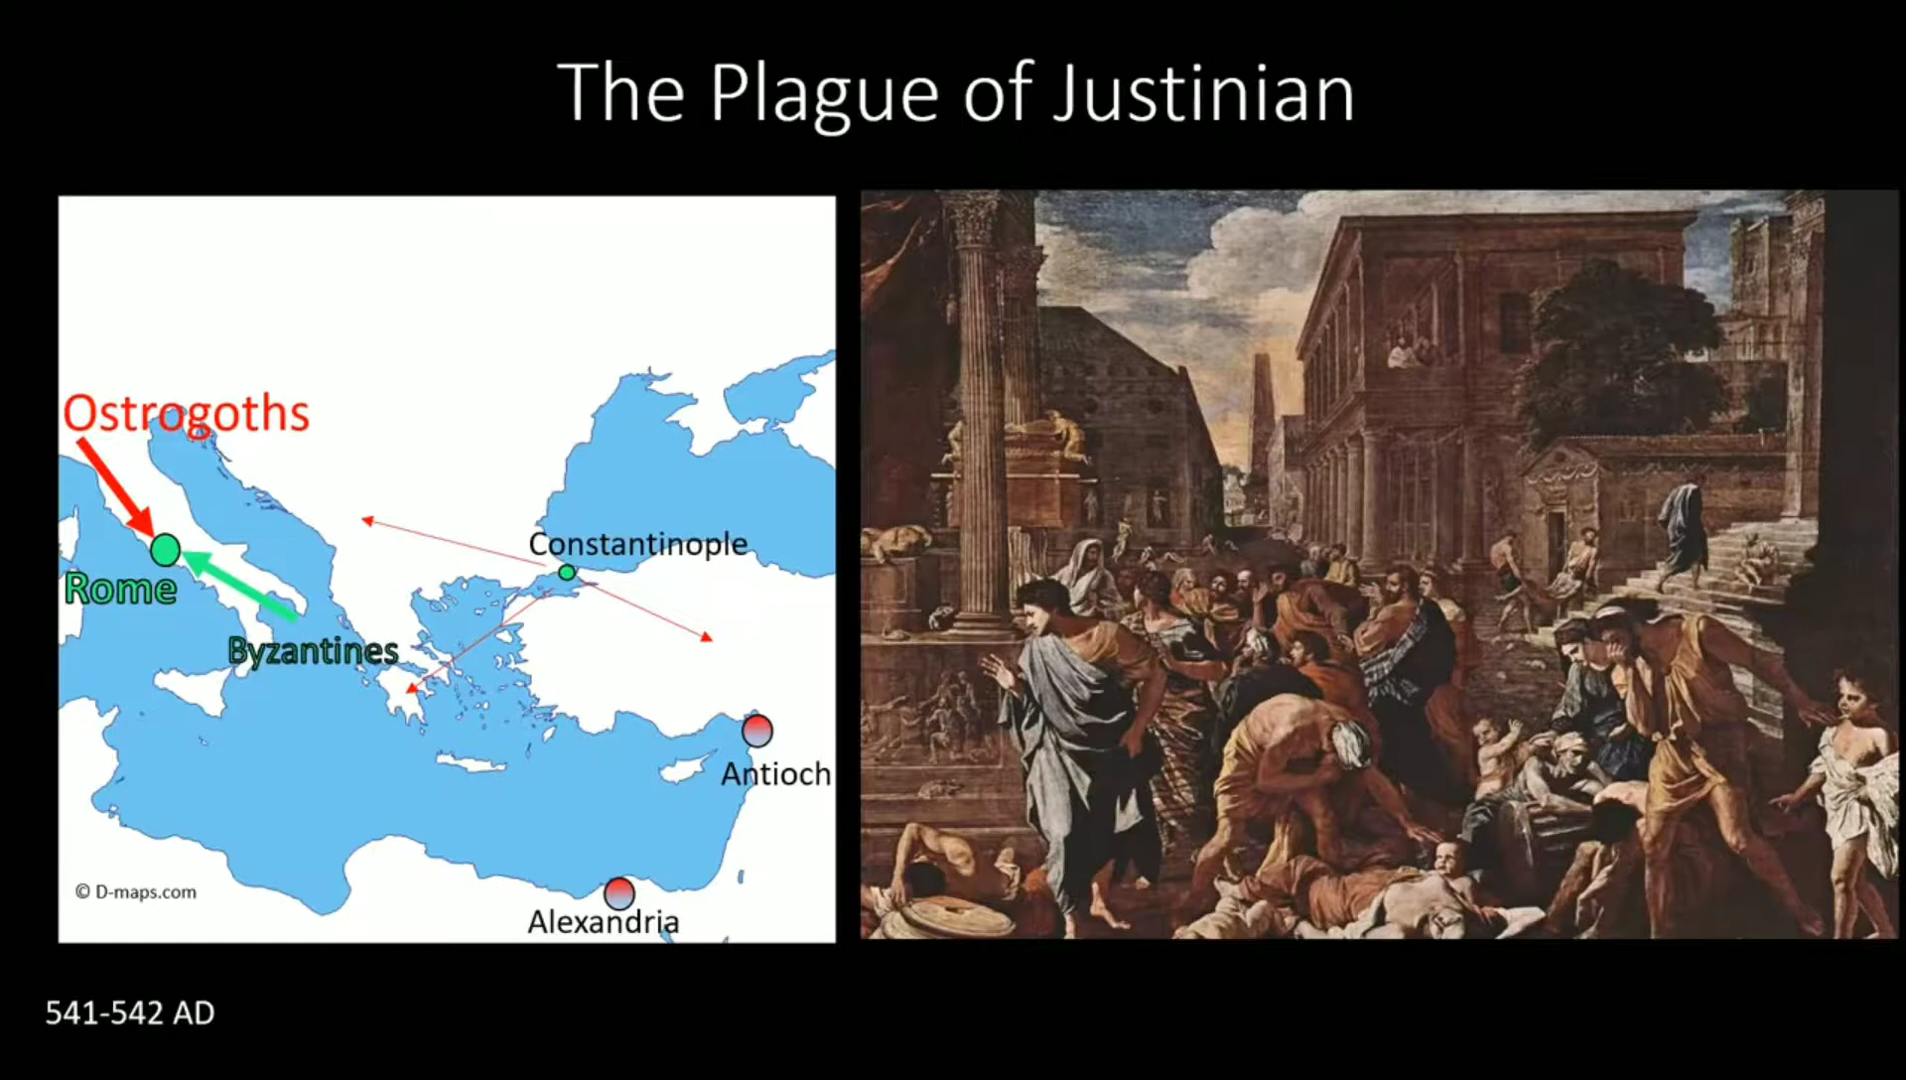 The Plague of Justinian
Ostrogoths
Constantinople
Rome
Byzantines
Antioch
© D-maps.com
Alexandria
541-542 AD